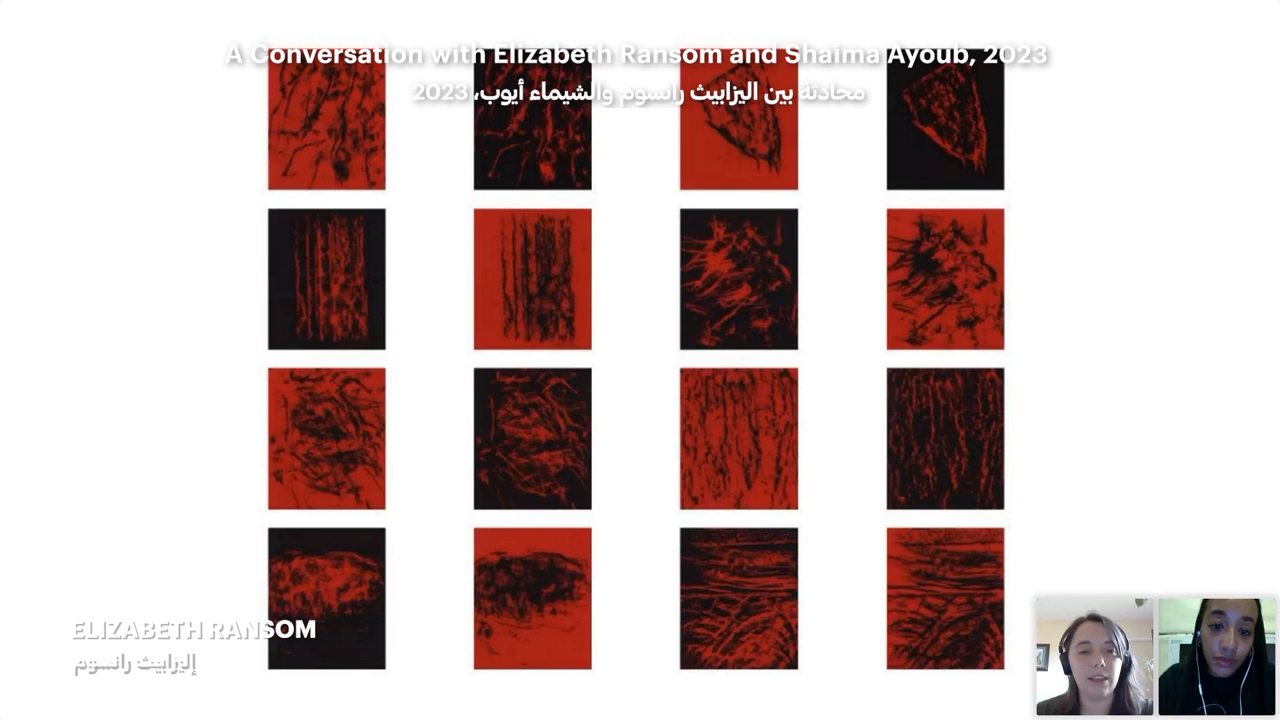 A Conversation with Elizabeth Ransom and Shaima Ayoub, 2023
محادثة بين اليزابيث رانسوم والشيماء أيوب، 2023
ELIZABETH RANSOM
إليزابيث رانسوم